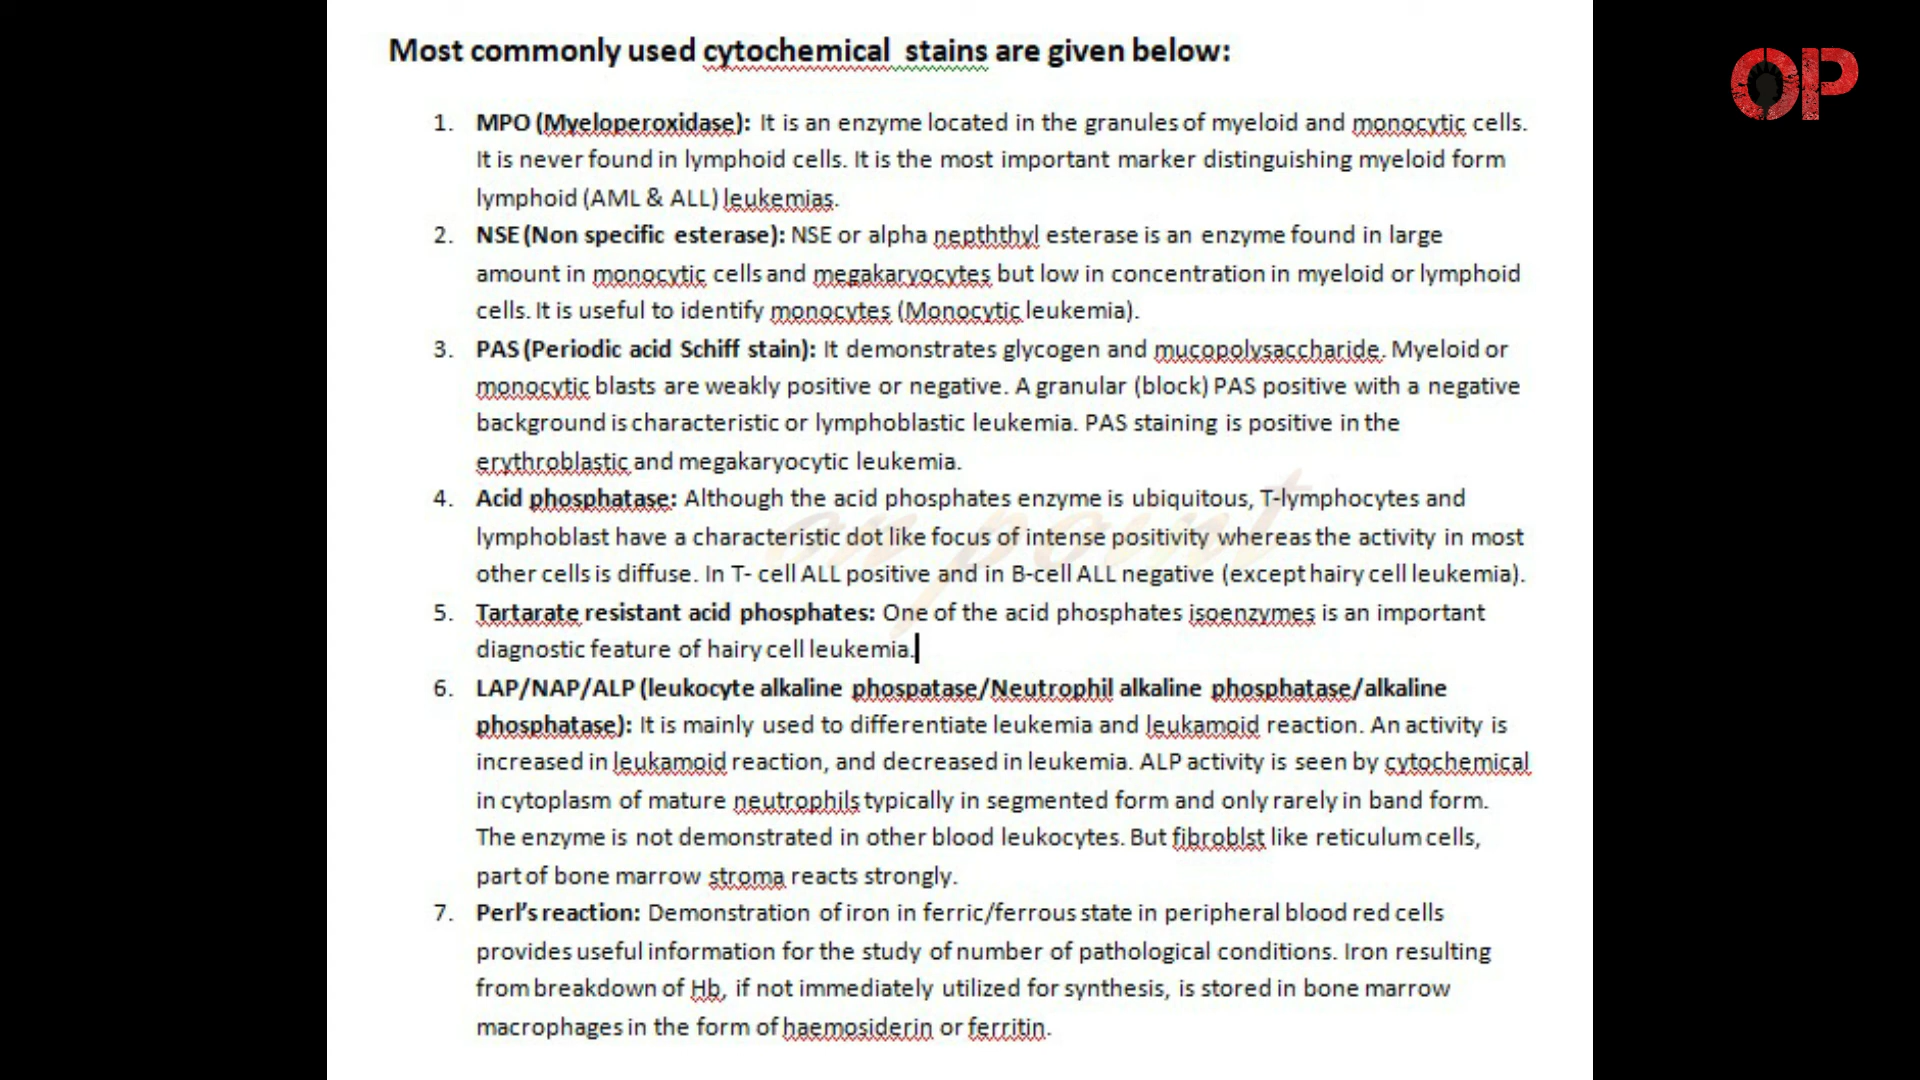 Most commonly used cytochemical stains are given below:
OP
1. MPO (Myeloperoxidase): It is an enzyme located in the granules of myeloid and monocytic cells.
It is never found in lymphoid cells. It is the most important marker distinguishing myeloid form
lymphoid (AML & ALL) leukemias.
2. NSE (Non specific esterase): NSE or alpha nepththyl esterase is an enzyme found in large
amount in monocytic cells and megakaryocytes but low in concentration in myeloid or lymphoid
cells. It is useful to identify monocytes (Monocytic leukemia).
3. PAS (Periodic acid Schiff stain): It demonstrates glycogen and mucopolysaccharide. Myeloid or
monocytic blasts are weakly positive or negative. A granular (block) PAS positive with a negative
background is characteristic or lymphoblastic leukemia. PAS staining is positive in the
erythroblastic and megakaryocytic leukemia.
4. Acid phosphatase: Although the acid phosphates enzyme is ubiquitous, T-lymphocytes and
lymphoblast have a characteristic dot like focus of intense positivity whereas the activity in most
other cells is diffuse. In T- cell ALL positive and in B-cell ALL negative (except hairy cell leukemia).
on point
5. Tartarate resistant acid phosphates: One of the acid phosphates isoenzymes is an important
diagnostic feature of hairy cell leukemia.
6. LAP/NAP/ALP (leukocyte alkaline phospatase/Neutrophil alkaline phosphatase/alkaline
phosphatase): It is mainly used to differentiate leukemia and leukamoid reaction. An activity is
increased in leukamoid reaction, and decreased in leukemia. ALP activity is seen by cytochemical
in cytoplasm of mature neutrophils typically in segmented form and only rarely in band form.
The enzyme is not demonstrated in other blood leukocytes. But fibroblst like reticulum cells,
part of bone marrow stroma reacts strongly.
7. Perl's reaction: Demonstration of iron in ferric/ferrous state in peripheral blood red cells
provides useful information for the study of number of pathological conditions. Iron resulting
from breakdown of Hb, if not immediately utilized for synthesis, is stored in bone marrow
macrophages in the form of haemosiderin or ferritin.